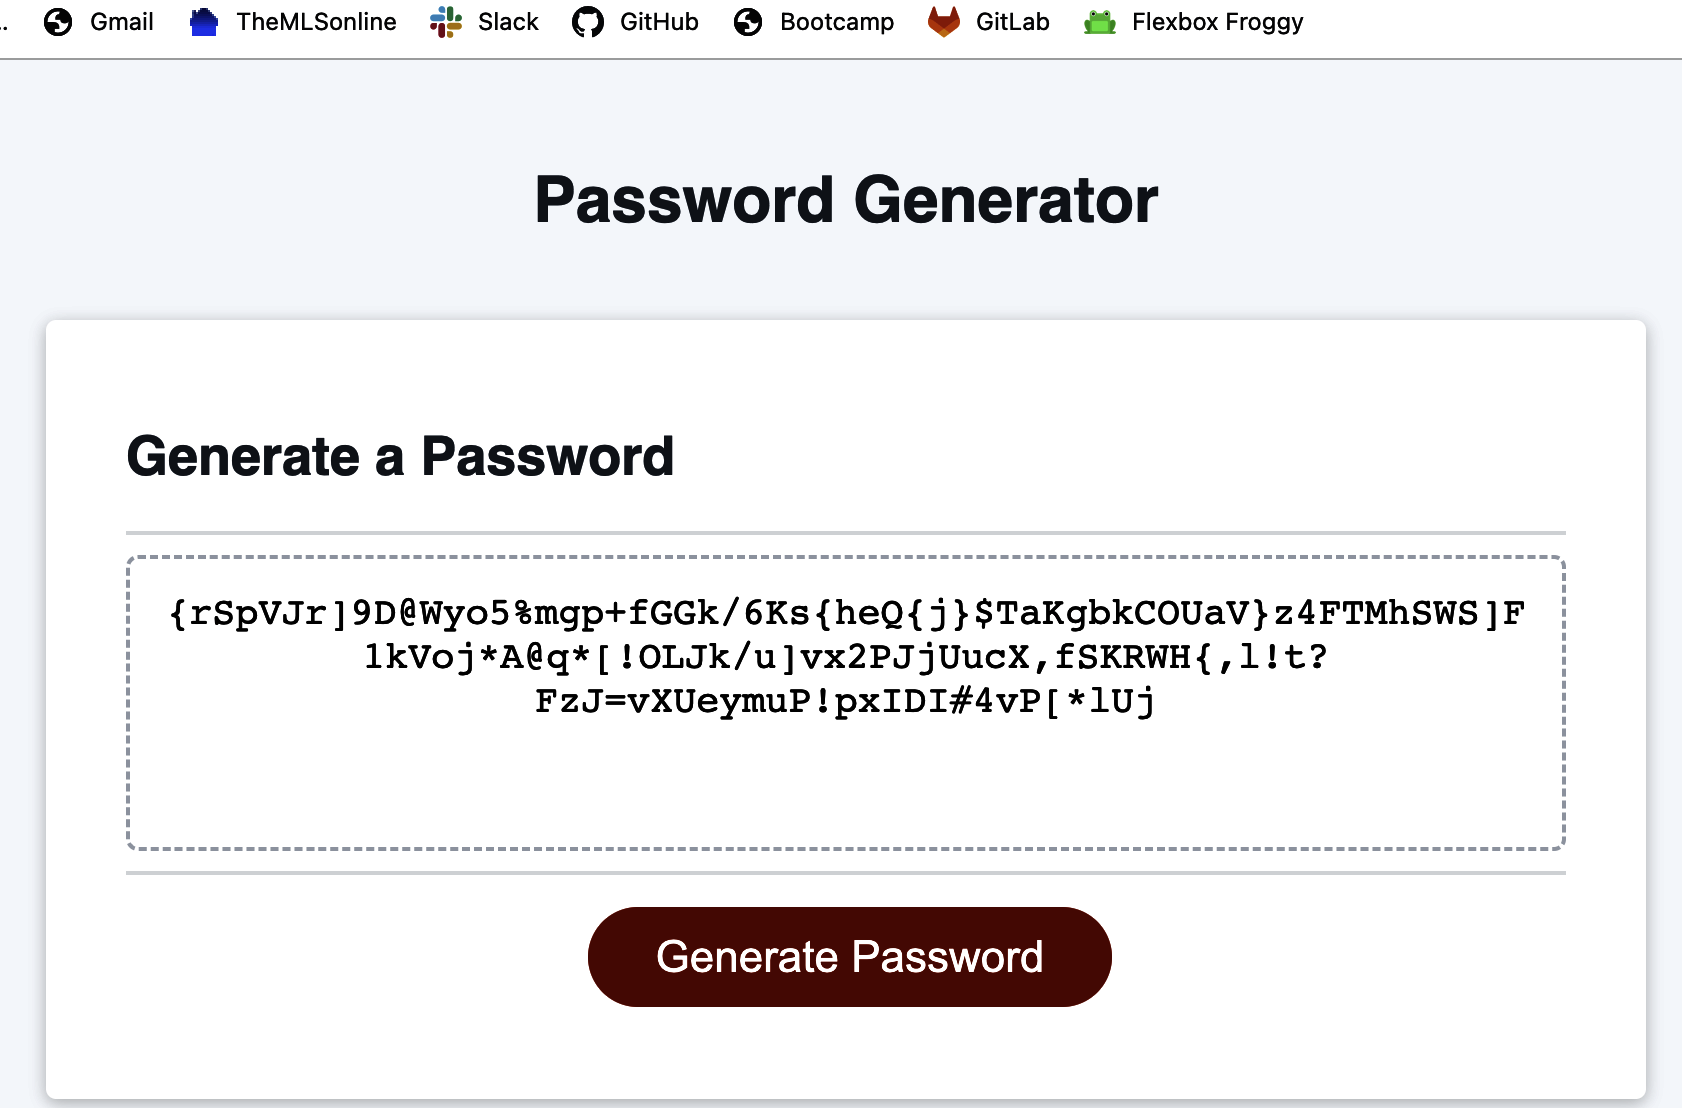 Gmail TheMLSonline Slack GitHub Bootcamp GitLab Flexbox Froggy
Password Generator
Generate a Password
{rSpVJr]9D@Wyo5%mgp+fGGk/6Ks{heQ{j}$TaKgbkCOUaV}z4FTMhSWS]F
1kVoj*A@q*[!OLJk/u]vx2PJjUucX,fSKRWH{,l!t?
FzJ=vXUeymuP!pxIDI#4vP[*lUj
Generate Password